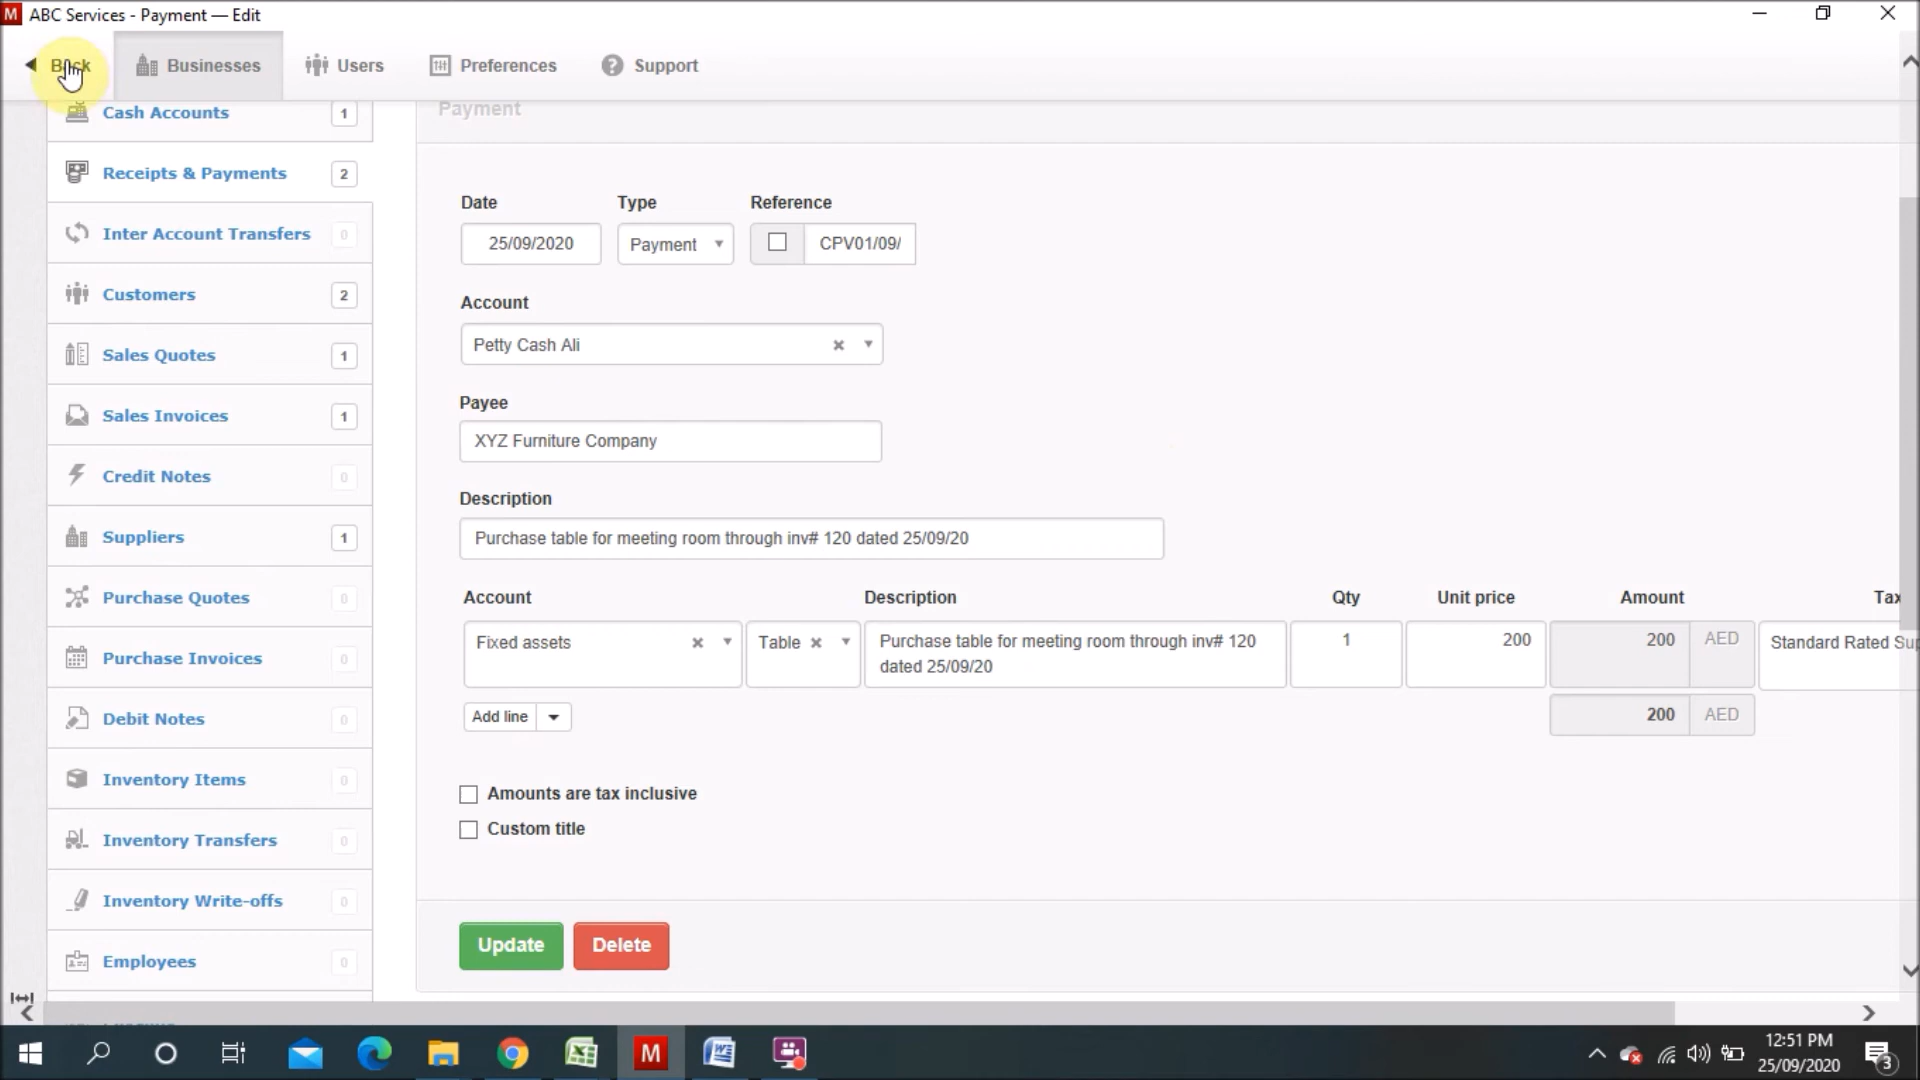 M ABC Services - Payment — Edit
Back Businesses Users Preferences Support
Cash Accounts 1
Receipts & Payments 2
Inter Account Transfers 0
Customers 2
Sales Quotes 1
Sales Invoices 1
Credit Notes 0
Suppliers 1
Purchase Quotes 0
Purchase Invoices 0
Debit Notes 0
Inventory Items 0
Inventory Transfers 0
Inventory Write-offs 0
Employees 0
Payment
Date Type Reference
25/09/2020 Payment CPV01/09/
Account
Petty Cash Ali
Payee
XYZ Furniture Company
Description
Purchase table for meeting room through inv# 120 dated 25/09/20
Account Description Qty Unit price Amount Tax
Fixed assets Table Purchase table for meeting room through inv# 120 1 200 200 AED Standard Rated Sup
dated 25/09/20
Add line 200 AED
Amounts are tax inclusive
Custom title
Update Delete
12:51 PM
25/09/2020
3